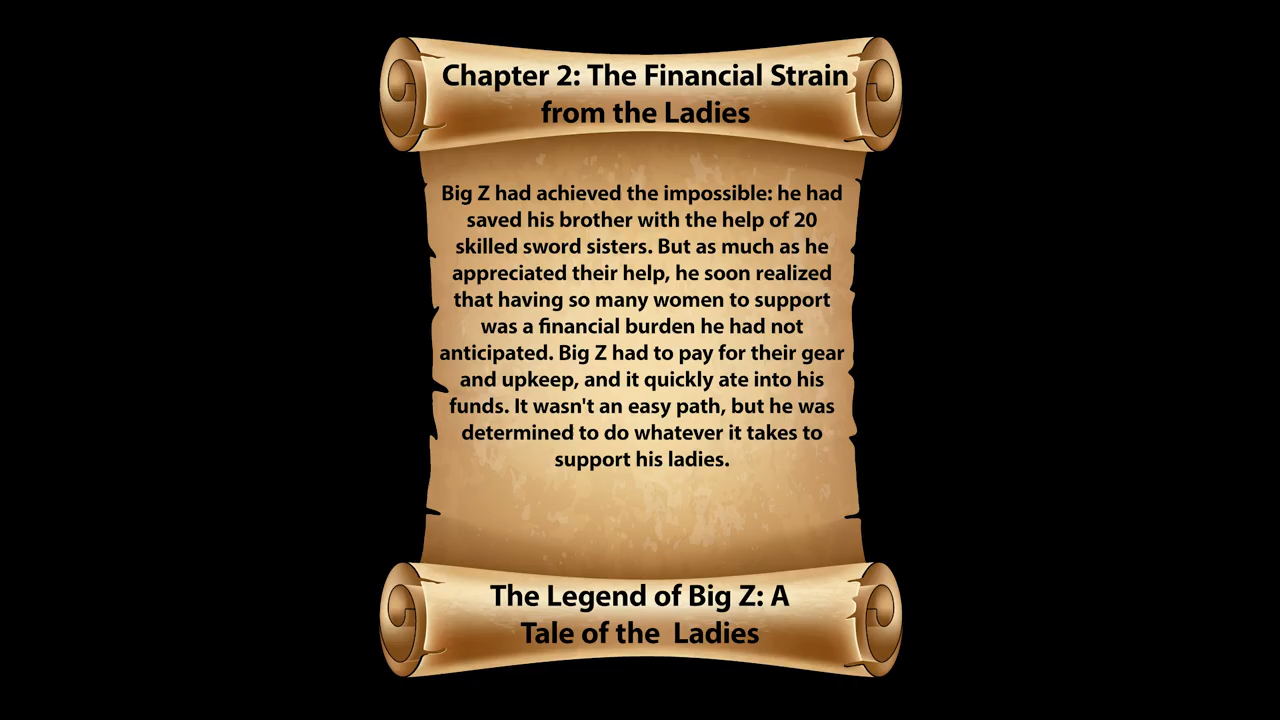 Chapter 2: The Financial Strain
from the Ladies
Big Z had achieved the impossible: he had
saved his brother with the help of 20
skilled sword sisters. But as much as he
appreciated their help, he soon realized
that having so many women to support
was a financial burden he had not
anticipated. Big Z had to pay for their gear
and upkeep, and it quickly ate into his
funds. It wasn't an easy path, but he was
determined to do whatever it takes to
support his ladies.
The Legend of Big Z: A
Tale of the  Ladies